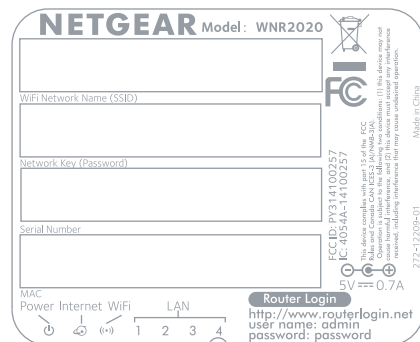 NETGEAR Model: WNR2020
WiFi Network Name (SSID)
Network Key (Password)
Serial Number
MAC
Power Internet WiFi LAN
1 2 3 4
FC
FCC ID: PY314100257
IC: 4054A-14100257
This device complies with part 15 of the FCC
Rules and Canada CAN ICES-3 (A)/NMB-3(A).
Operation is subject to the following two conditions: (1) this device may not
cause harmful interference, and (2) this device must accept any interference
received, including interference that may cause undesired operation.
Made in China
272-12209-01
5V 0.7A
Router Login
http://www.routerlogin.net
user name: admin
password: password